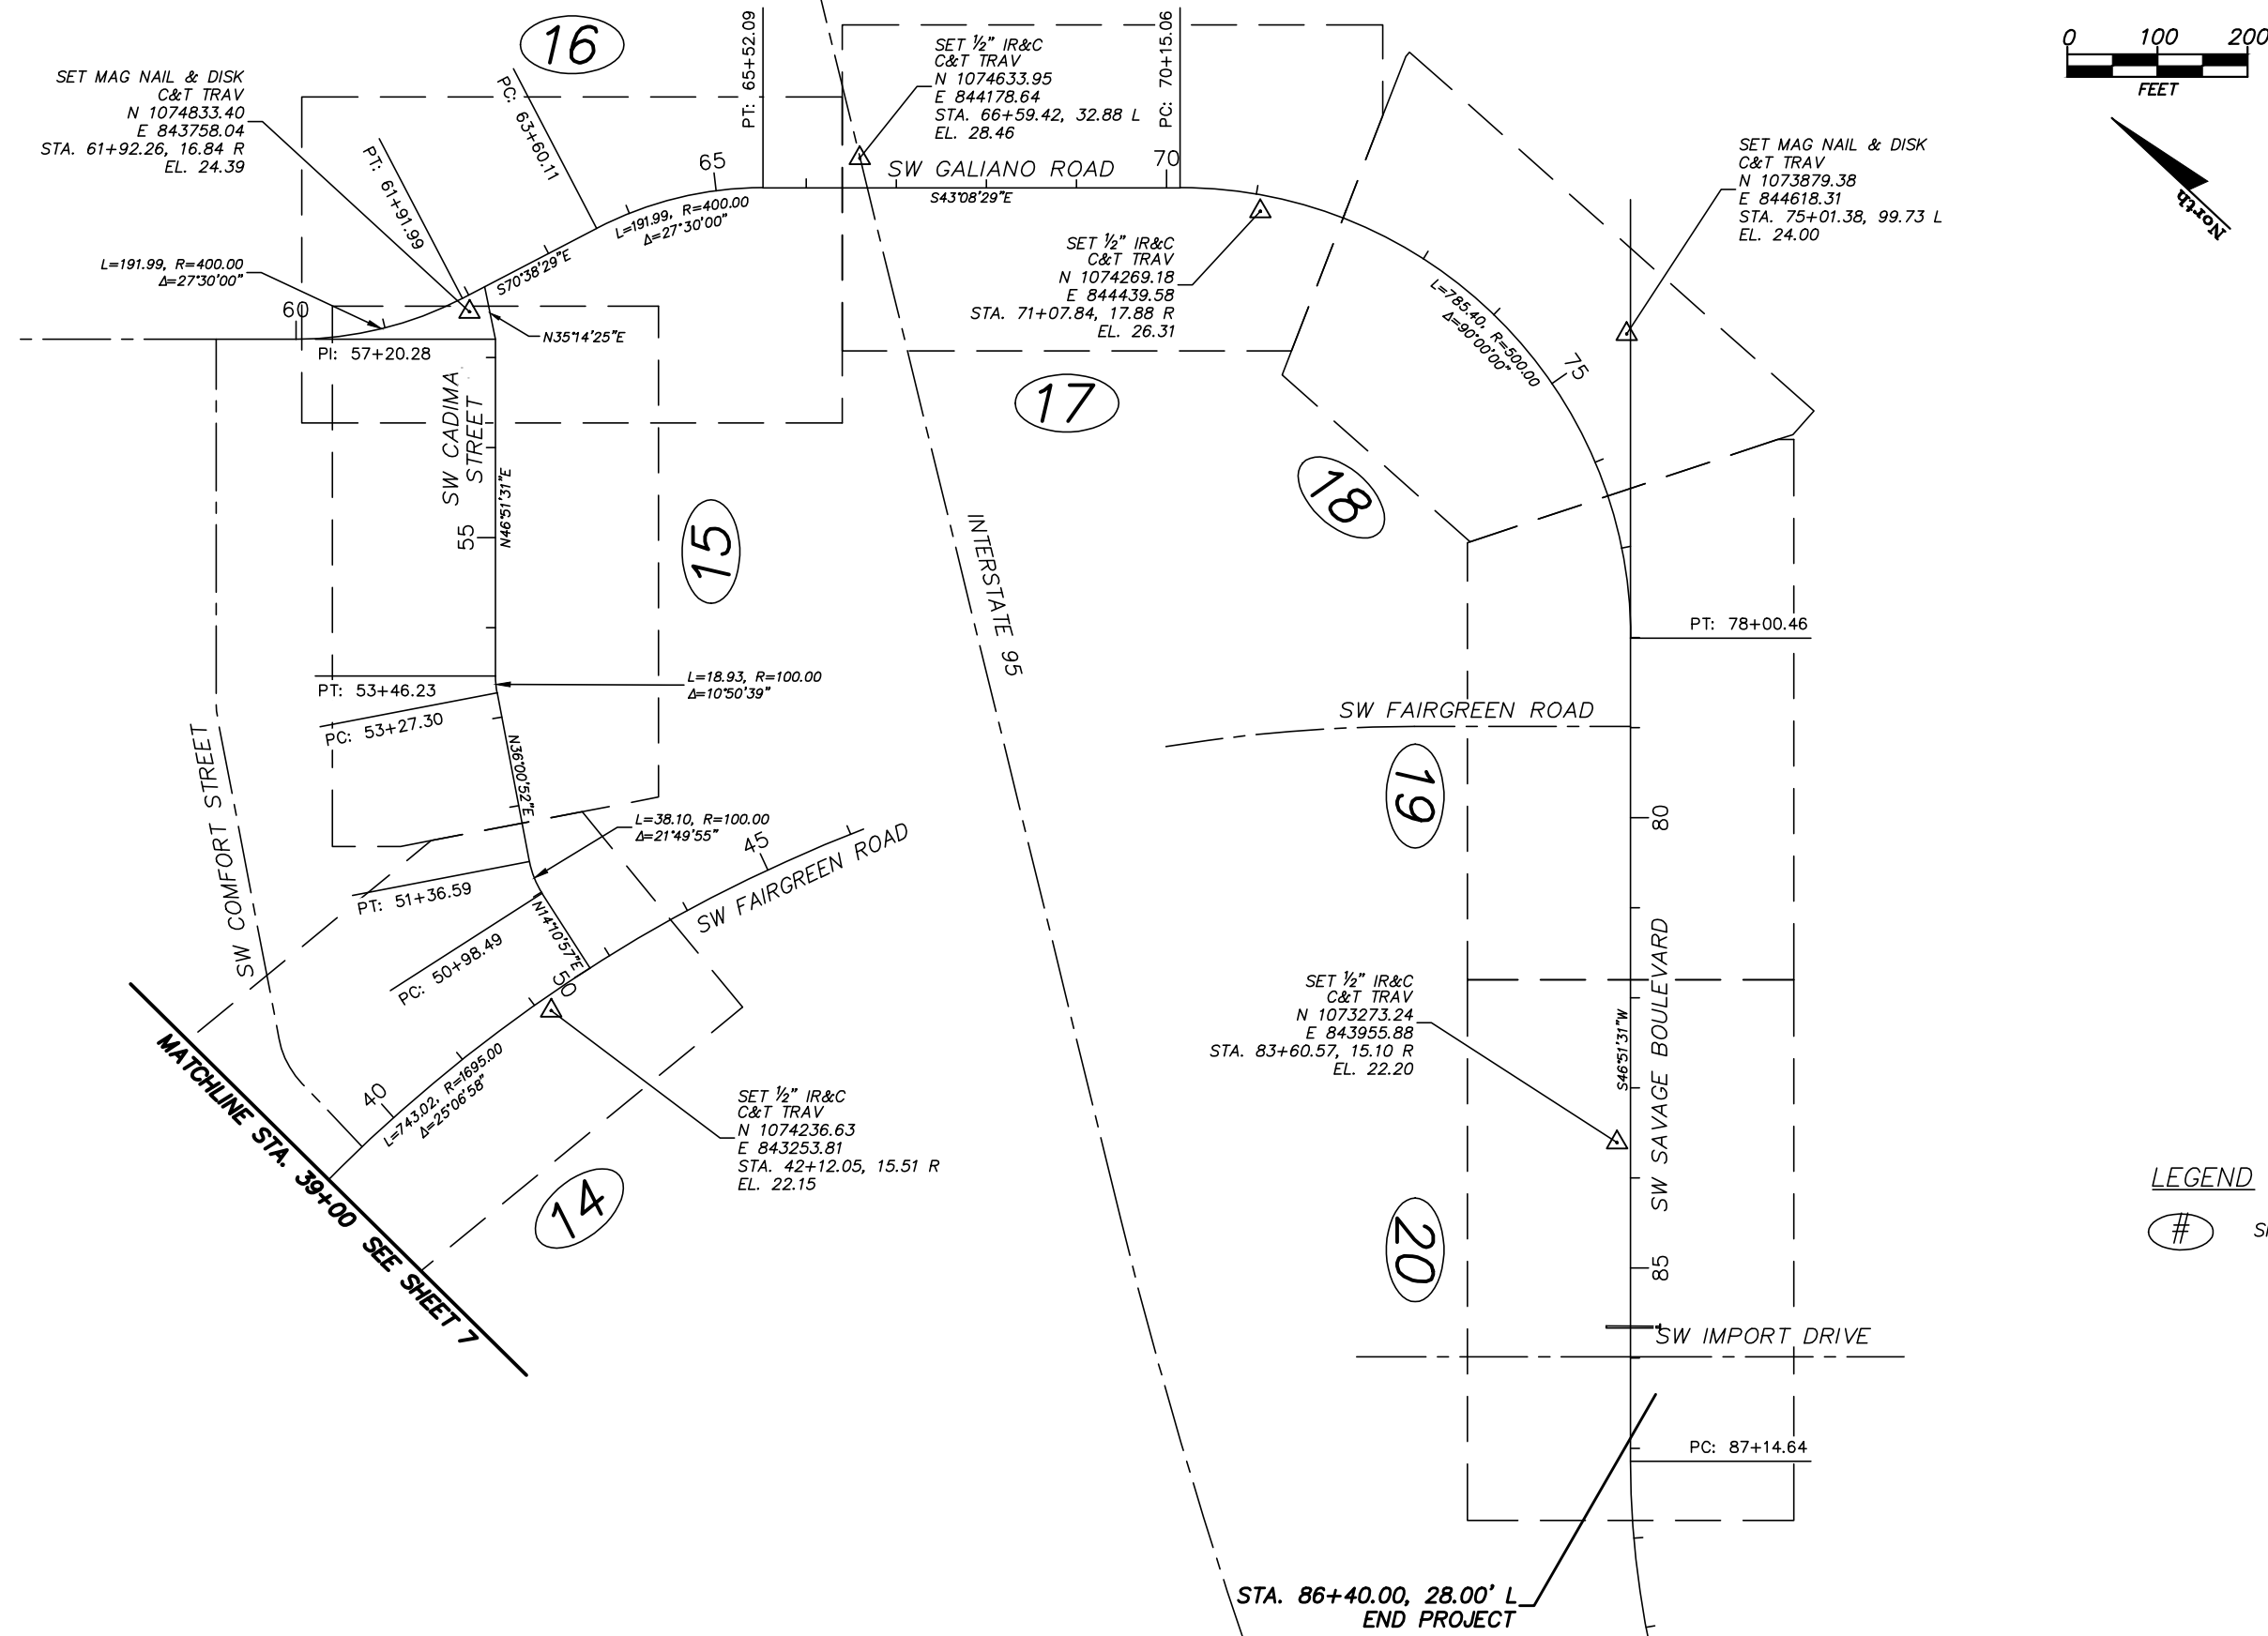 16
SET MAG NAIL & DISK
C&T TRAV
N 1074833.40
E 843758.04
STA. 61+92.26, 16.84 R
EL. 24.39
PT: 61+91.99
PC: 63+60.11
PT: 65+52.09
SET ½" IR&C
C&T TRAV
N 1074633.95
E 844178.64
STA. 66+59.42, 32.88 L
EL. 28.46
PC: 70+15.06
0 100 200
FEET
North
SET MAG NAIL & DISK
C&T TRAV
N 1073879.38
E 844618.31
STA. 75+01.38, 99.73 L
EL. 24.00
65
SW GALIANO ROAD
70
S43°08'29"E
L=191.99, R=400.00
Δ=27°30'00"
S70°38'29"E
L=191.99, R=400.00
Δ=27°30'00"
60
N35°14'25"E
PI: 57+20.28
SET ½" IR&C
C&T TRAV
N 1074269.18
E 844439.58
STA. 71+07.84, 17.88 R
EL. 26.31
L=785.40, R=500.00
Δ=90°00'00"
75
17
18
SW CADIMA
STREET
N46°51'31"E
55
15
INTERSTATE 95
PT: 78+00.46
L=18.93, R=100.00
Δ=10°50'39"
PT: 53+46.23
PC: 53+27.30
SW FAIRGREEN ROAD
SW COMFORT STREET
N36°00'52"E
19
L=38.10, R=100.00
Δ=21°49'55"
45
80
SW FAIRGREEN ROAD
PT: 51+36.59
PC: 50+98.49
N14°10'57"E
50
SW SAVAGE BOULEVARD
S46°51'31"W
SET ½" IR&C
C&T TRAV
N 1073273.24
E 843955.88
STA. 83+60.57, 15.10 R
EL. 22.20
MATCHLINE STA. 39+00 SEE SHEET 7
40
L=743.02, R=1695.00
Δ=25°06'58"
SET ½" IR&C
C&T TRAV
N 1074236.63
E 843253.81
STA. 42+12.05, 15.51 R
EL. 22.15
14
20
85
LEGEND
#
SW IMPORT DRIVE
PC: 87+14.64
STA. 86+40.00, 28.00' L
END PROJECT